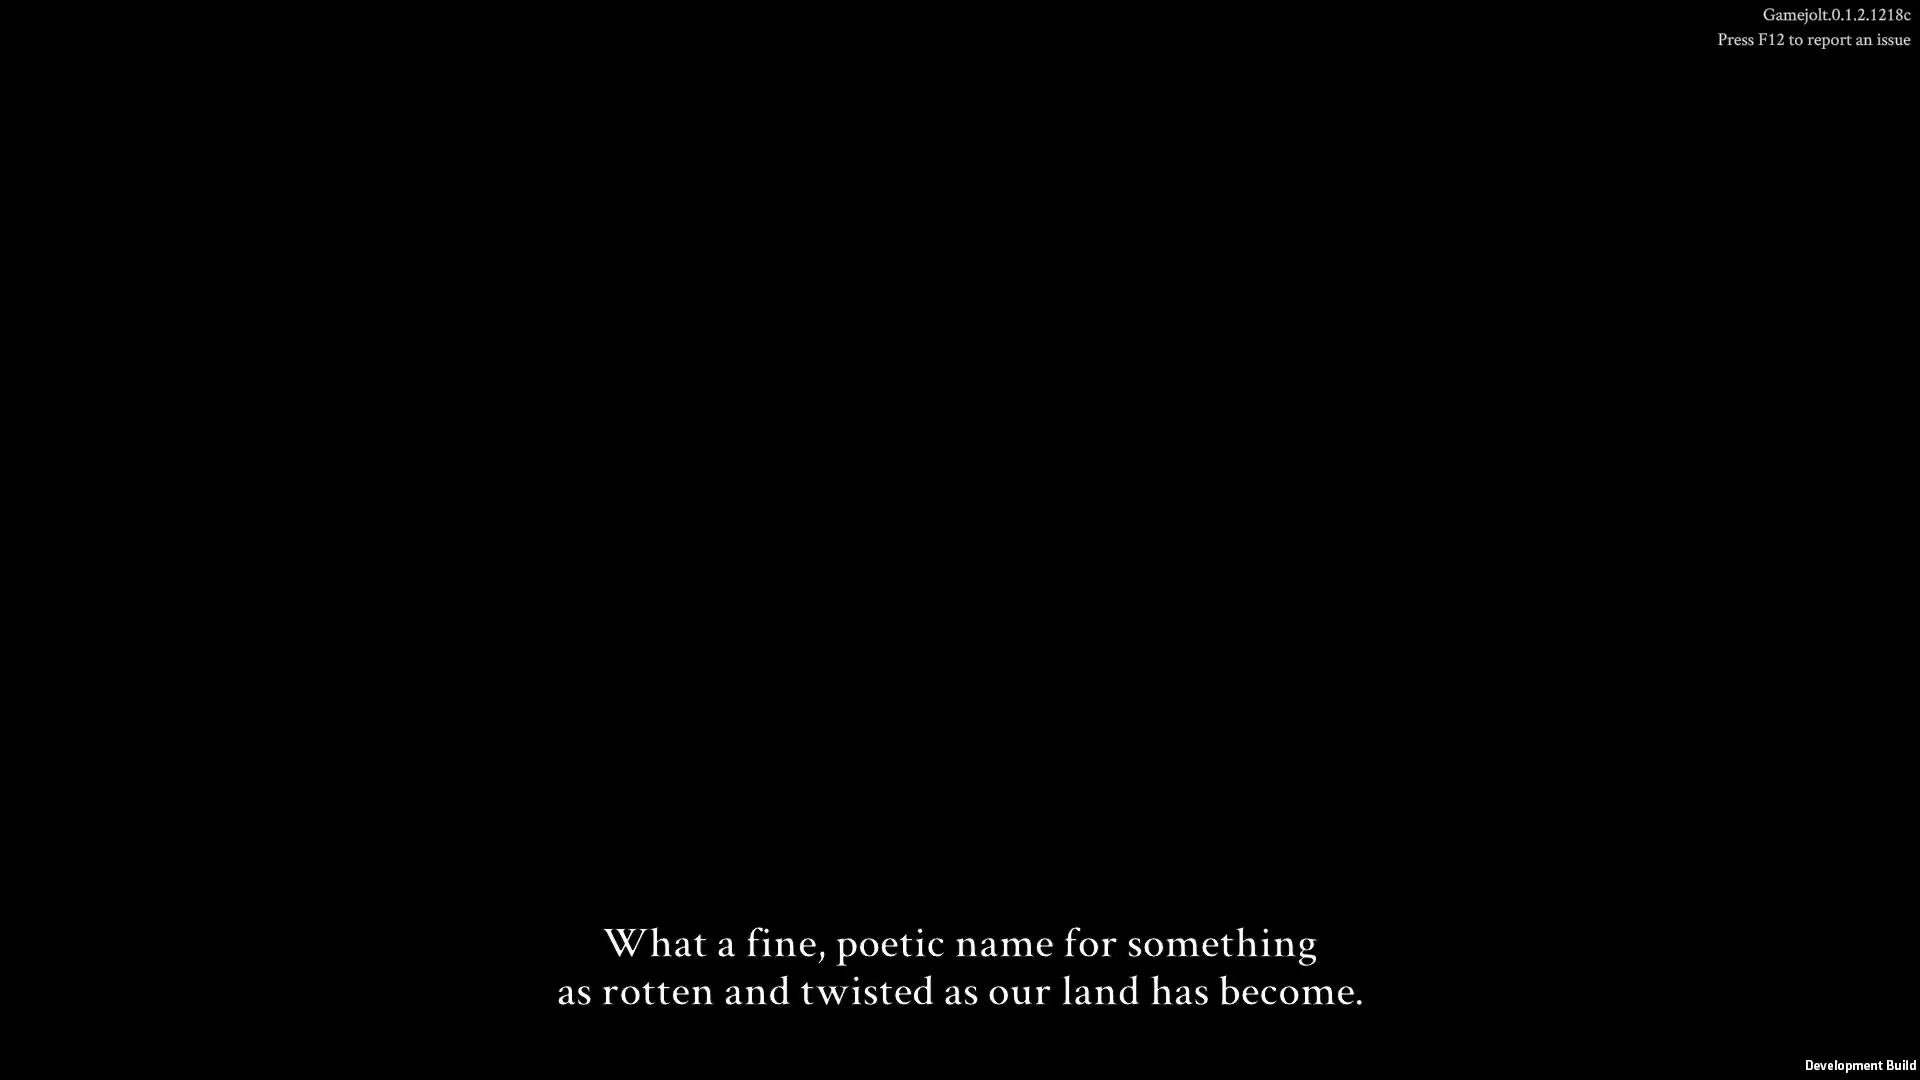 Gamejolt.0.1.2.1218c
Press F12 to report an issue
What a fine, poetic name for something
as rotten and twisted as our land has become.
Development Build